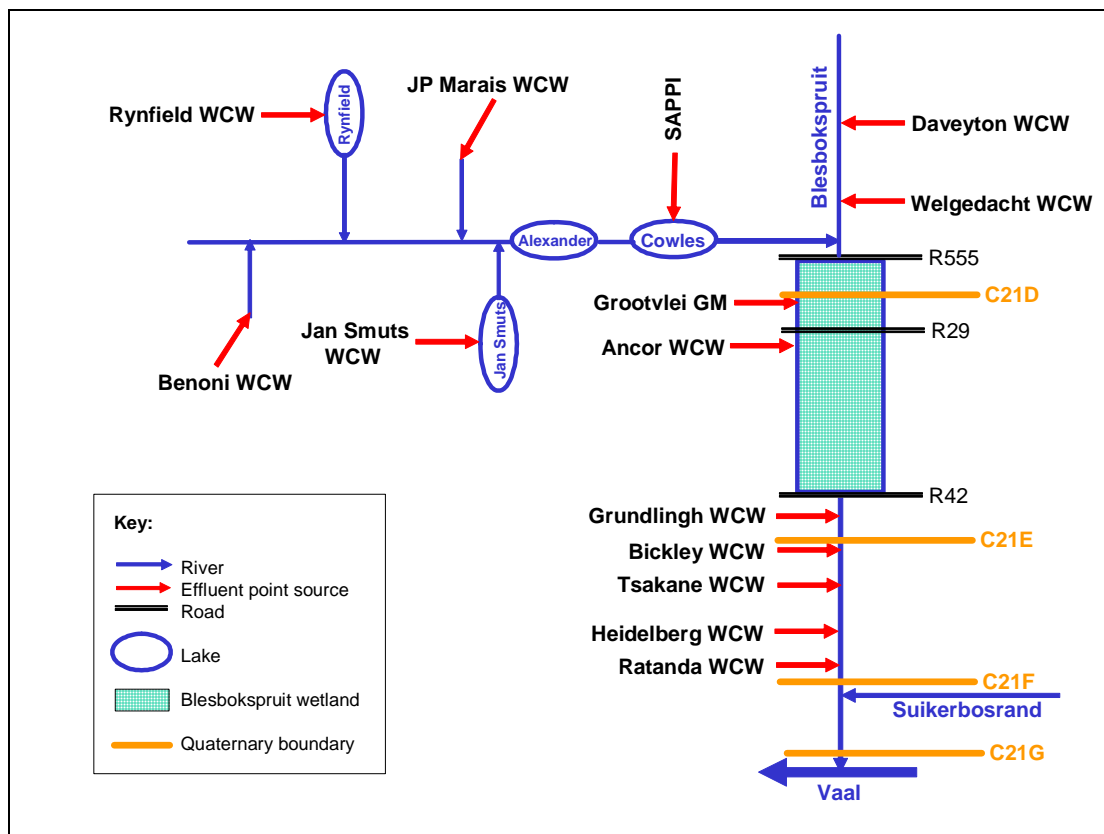 JP Marais WCW
Rynfield WCW
Rynfield
SAPPI
Blesbokspruit
Daveyton WCW
Welgedacht WCW
Alexander
Cowles
R555
C21D
Grootvlei GM
R29
Jan Smuts
WCW
Jan Smuts
Ancor WCW
Benoni WCW
R42
Grundlingh WCW
C21E
Bickley WCW
Tsakane WCW
Heidelberg WCW
Ratanda WCW
C21F
Suikerbosrand
C21G
Vaal
Key:
River
Effluent point source
Road
Lake
Blesbokspruit wetland
Quaternary boundary